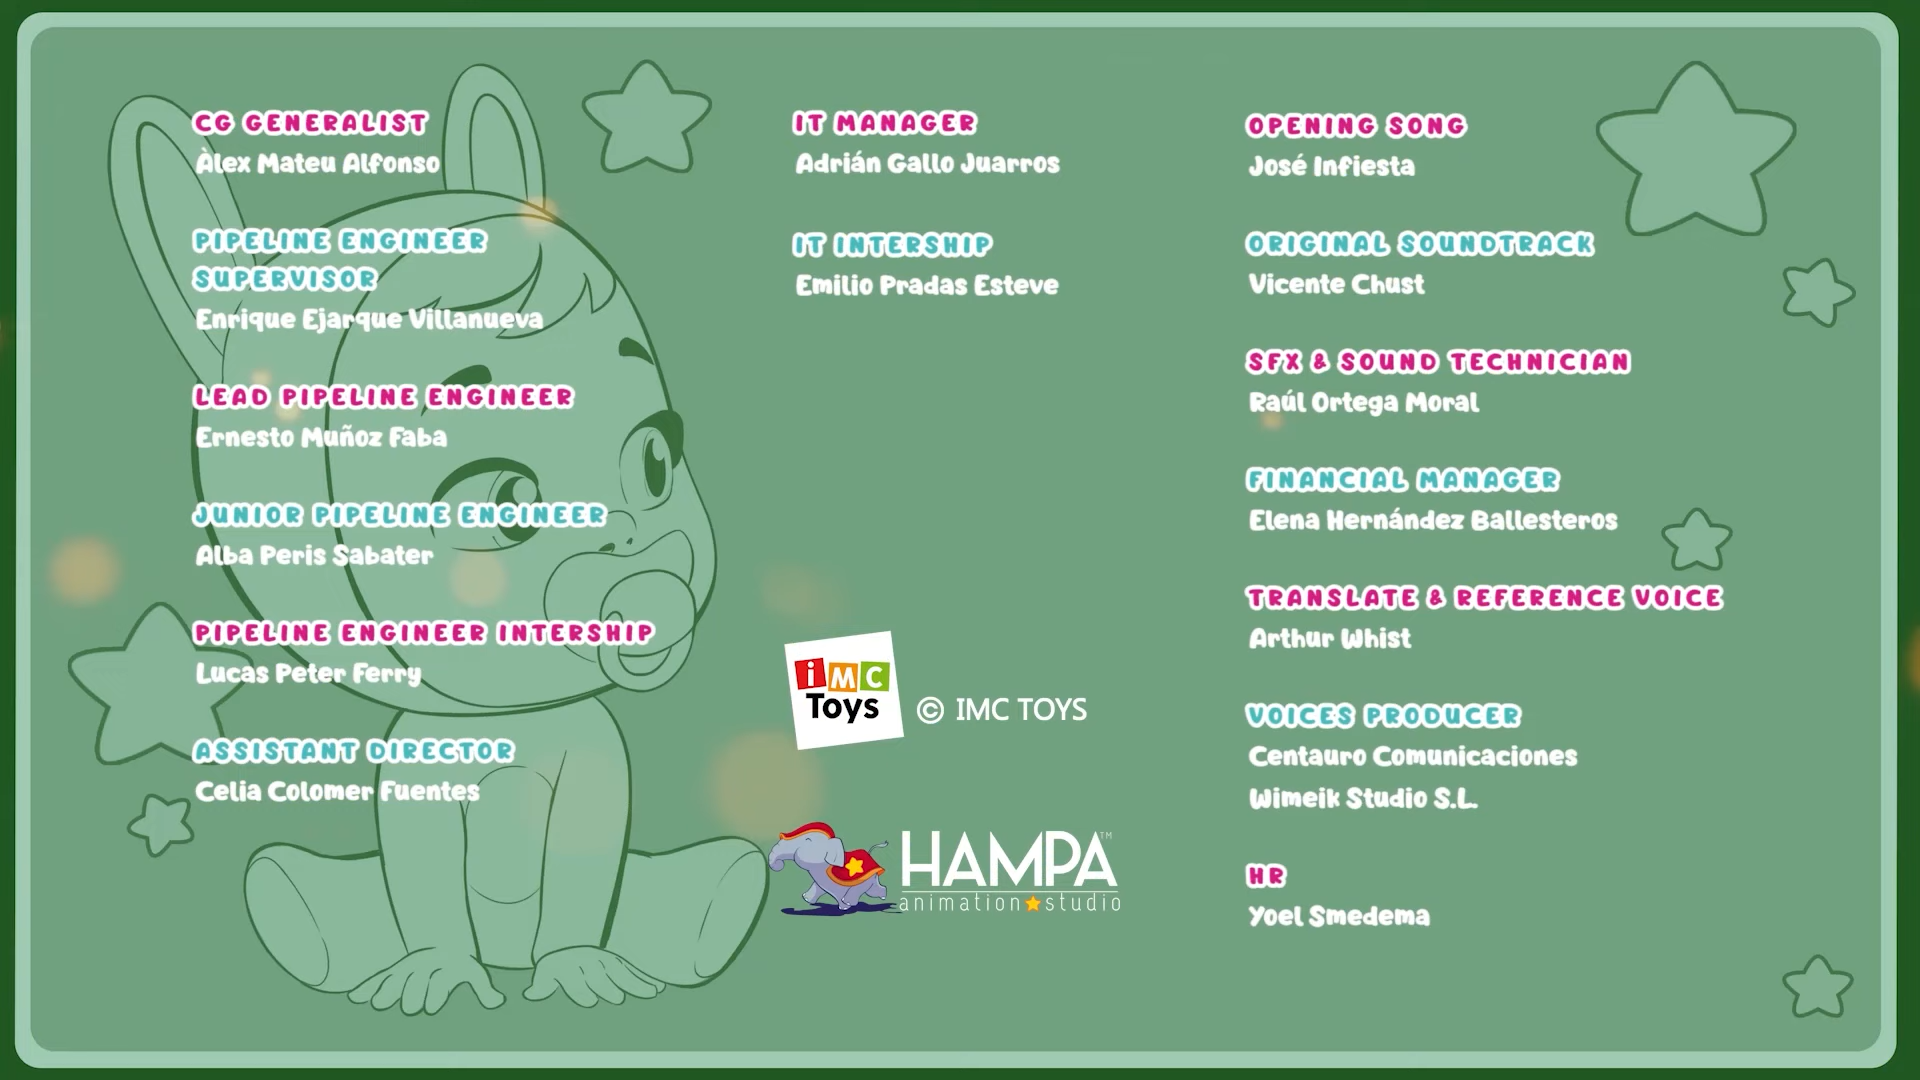 CG GENERALIST
Àlex Mateu Alfonso
PIPELINE ENGINEER
SUPERVISOR
Enrique Ejarque Villanueva
LEAD PIPELINE ENGINEER
Ernesto Muñoz Faba
JUNIOR PIPELINE ENGINEER
Alba Peris Sabater
PIPELINE ENGINEER INTERSHIP
Lucas Peter Ferry
ASSISTANT DIRECTOR
Celia Colomer Fuentes
IT MANAGER
Adrián Gallo Juarros
IT INTERSHIP
Emilio Pradas Esteve
iMC
Toys
© IMC TOYS
HAMPA™
animation studio
OPENING SONG
José Infiesta
ORIGINAL SOUNDTRACK
Vicente Chust
SFX & SOUND TECHNICIAN
Raúl Ortega Moral
FINANCIAL MANAGER
Elena Hernández Ballesteros
TRANSLATE & REFERENCE VOICE
Arthur Whist
VOICES PRODUCER
Centauro Comunicaciones
Wimeik Studio S.L.
HR
Yoel Smedema